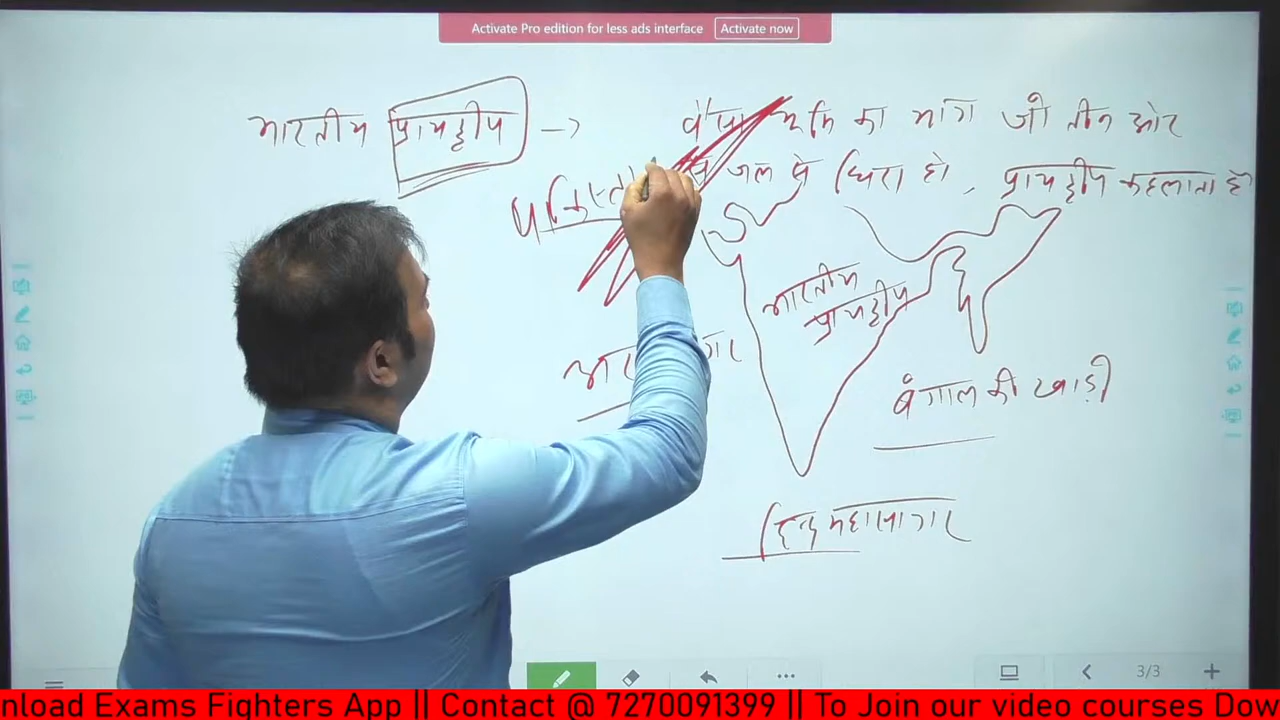 Activate Pro edition for less ads interface Activate now
भारतीय प्रायद्वीप → का भाग जो तीन ओर
जल से घिरा हो , प्रायद्वीप कहलाता है
भारतीय
प्रायद्वीप
बंगाल की खाड़ी
हिन्द महासागर
3/3
nload Exams Fighters App || Contact @ 7270091399 || To Join our video courses Dow